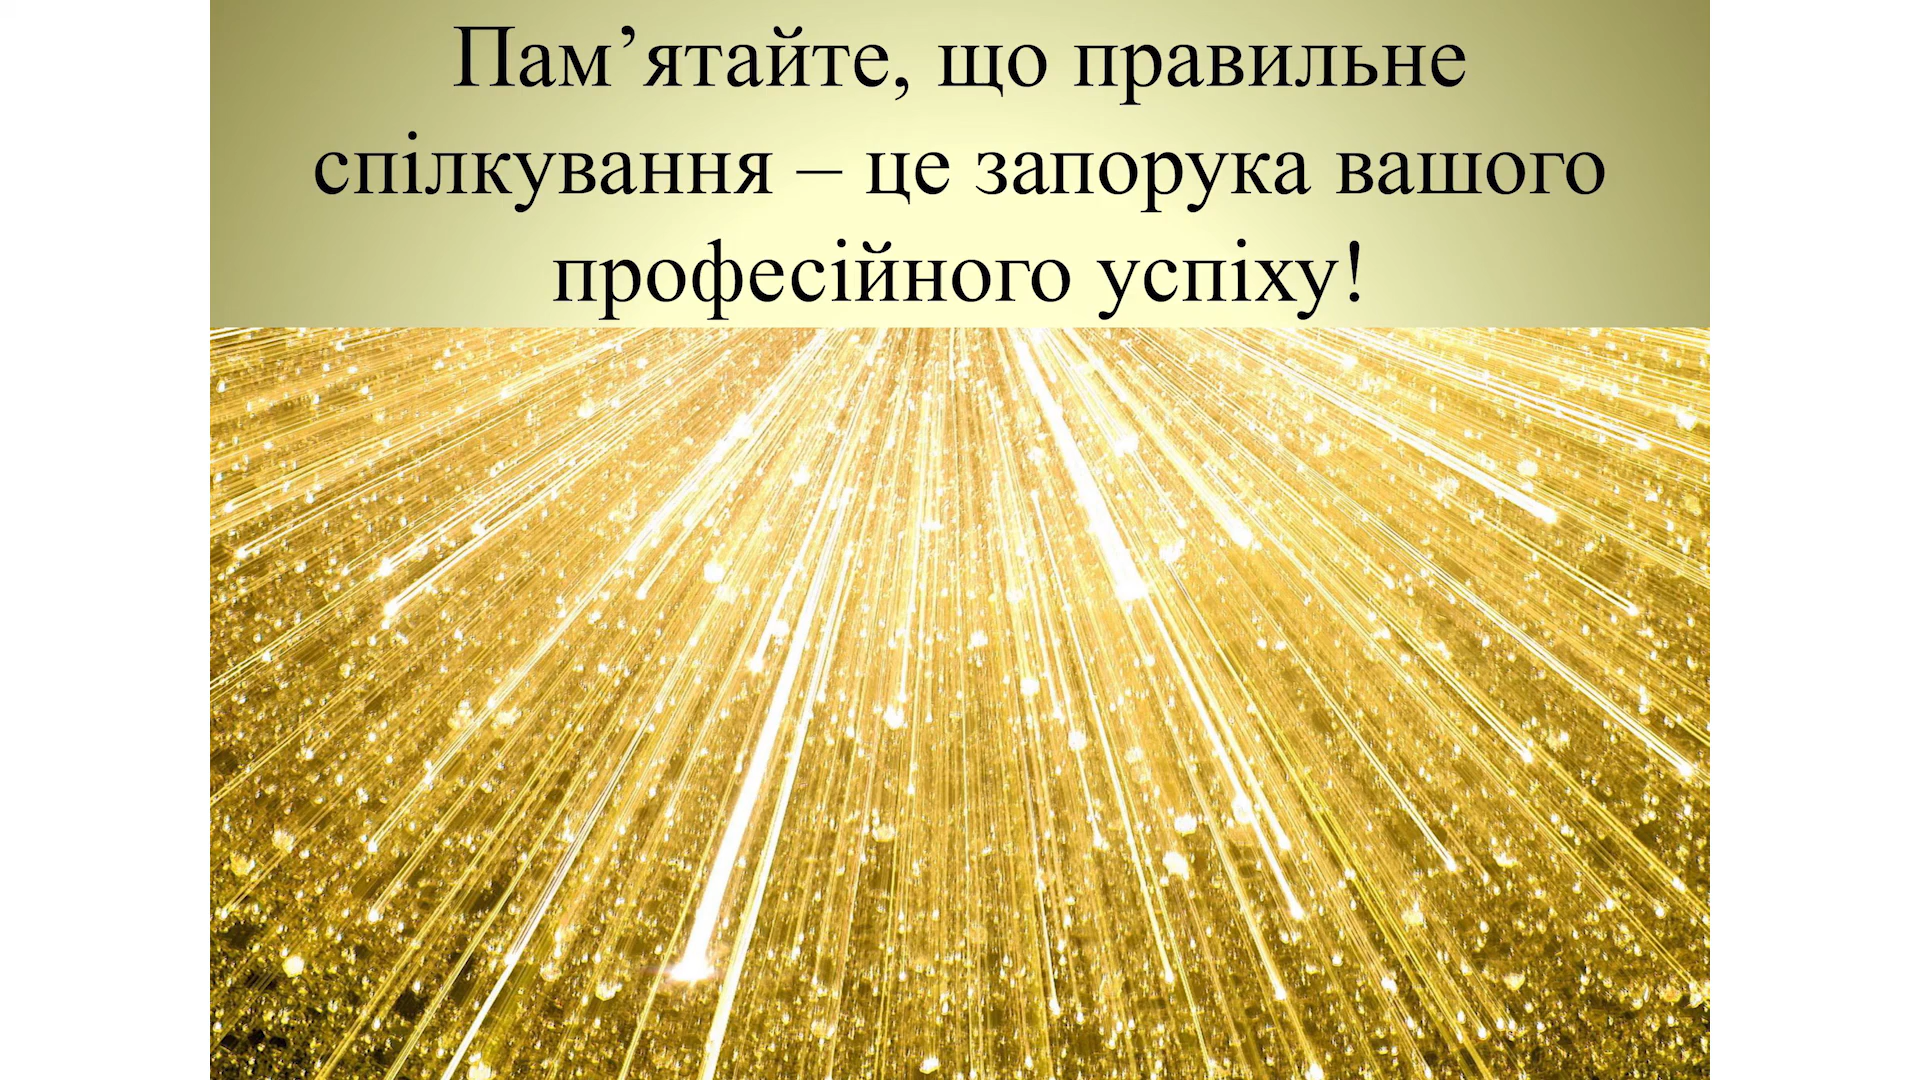 Пам’ятайте, що правильне
спілкування – це запорука вашого
професійного успіху!